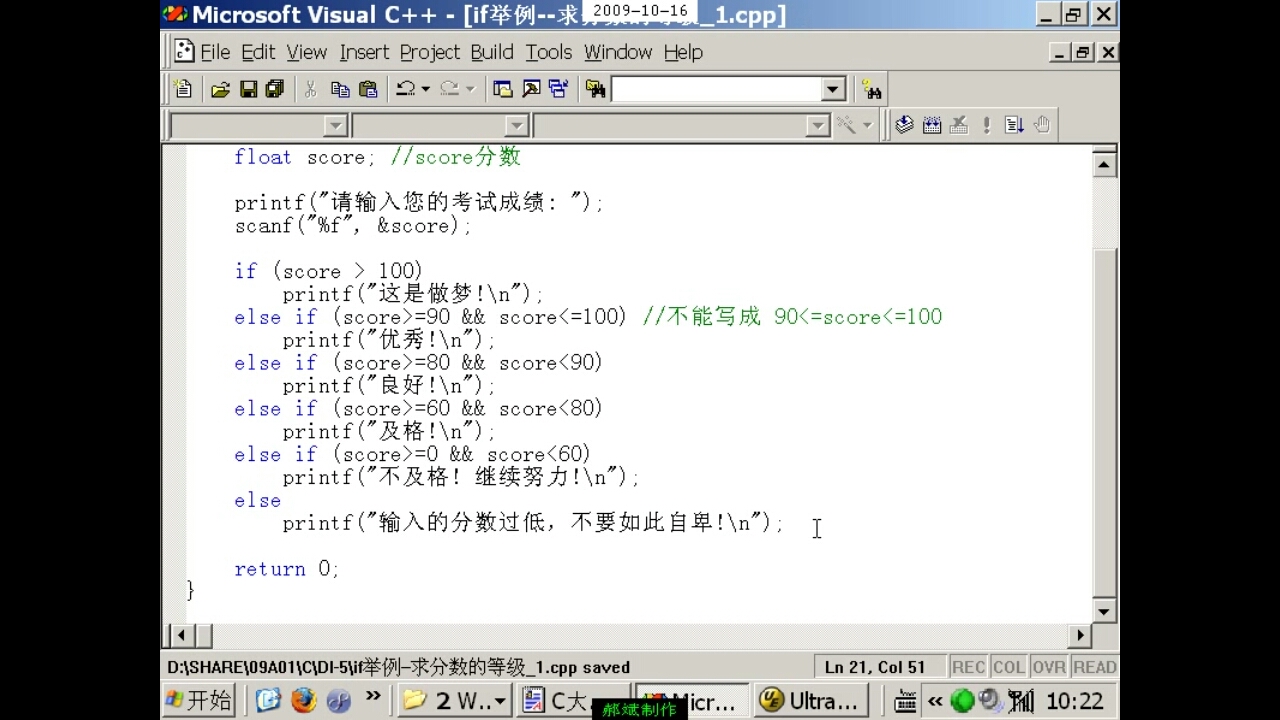 Microsoft Visual C++ - [if举例--求分数的等级_1.cpp]
2009-10-16
File Edit View Insert Project Build Tools Window Help
float score; //score分数
printf("请输入您的考试成绩: ");
scanf("%f", &score);
if (score > 100)
printf("这是做梦!\n");
else if (score>=90 && score<=100) //不能写成 90<=score<=100
printf("优秀!\n");
else if (score>=80 && score<90)
printf("良好!\n");
else if (score>=60 && score<80)
printf("及格!\n");
else if (score>=0 && score<60)
printf("不及格! 继续努力!\n");
else
printf("输入的分数过低，不要如此自卑!\n");
return 0;
}
D:\SHARE\09A01\C\DI-5\if举例-求分数的等级_1.cpp saved
Ln 21, Col 51 REC COL OVR READ
开始 » 2 W... C大... Micr... Ultra... « 10:22
郝斌制作